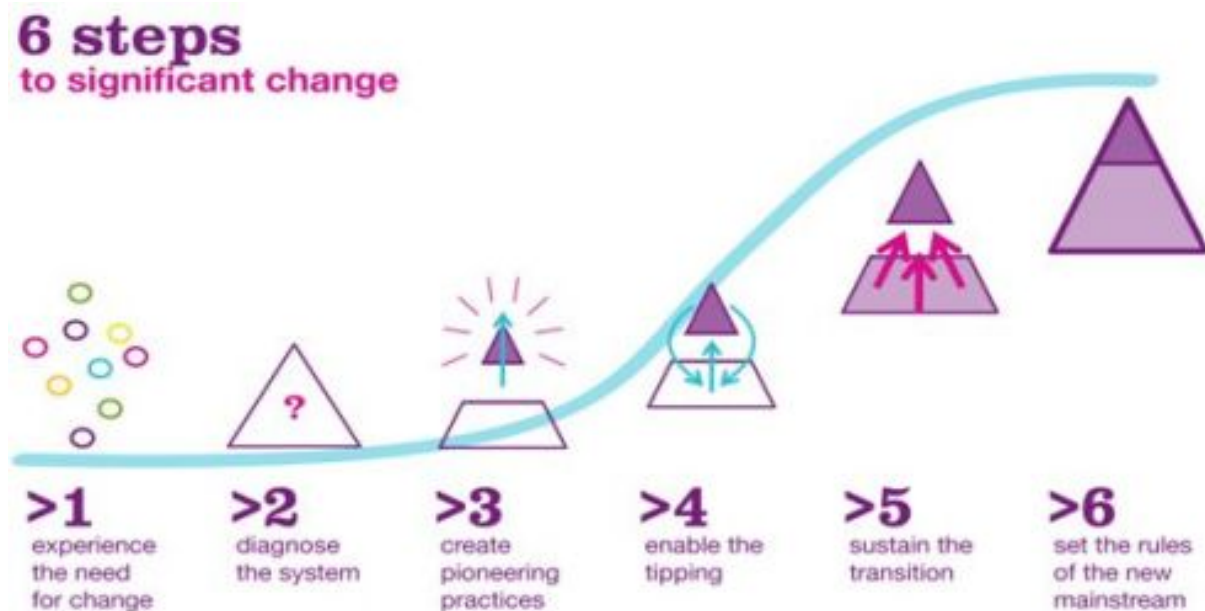 6 steps
to significant change
?
>1
experience
the need
for change
>2
diagnose
the system
>3
create
pioneering
practices
>4
enable the
tipping
>5
sustain the
transition
>6
set the rules
of the new
mainstream